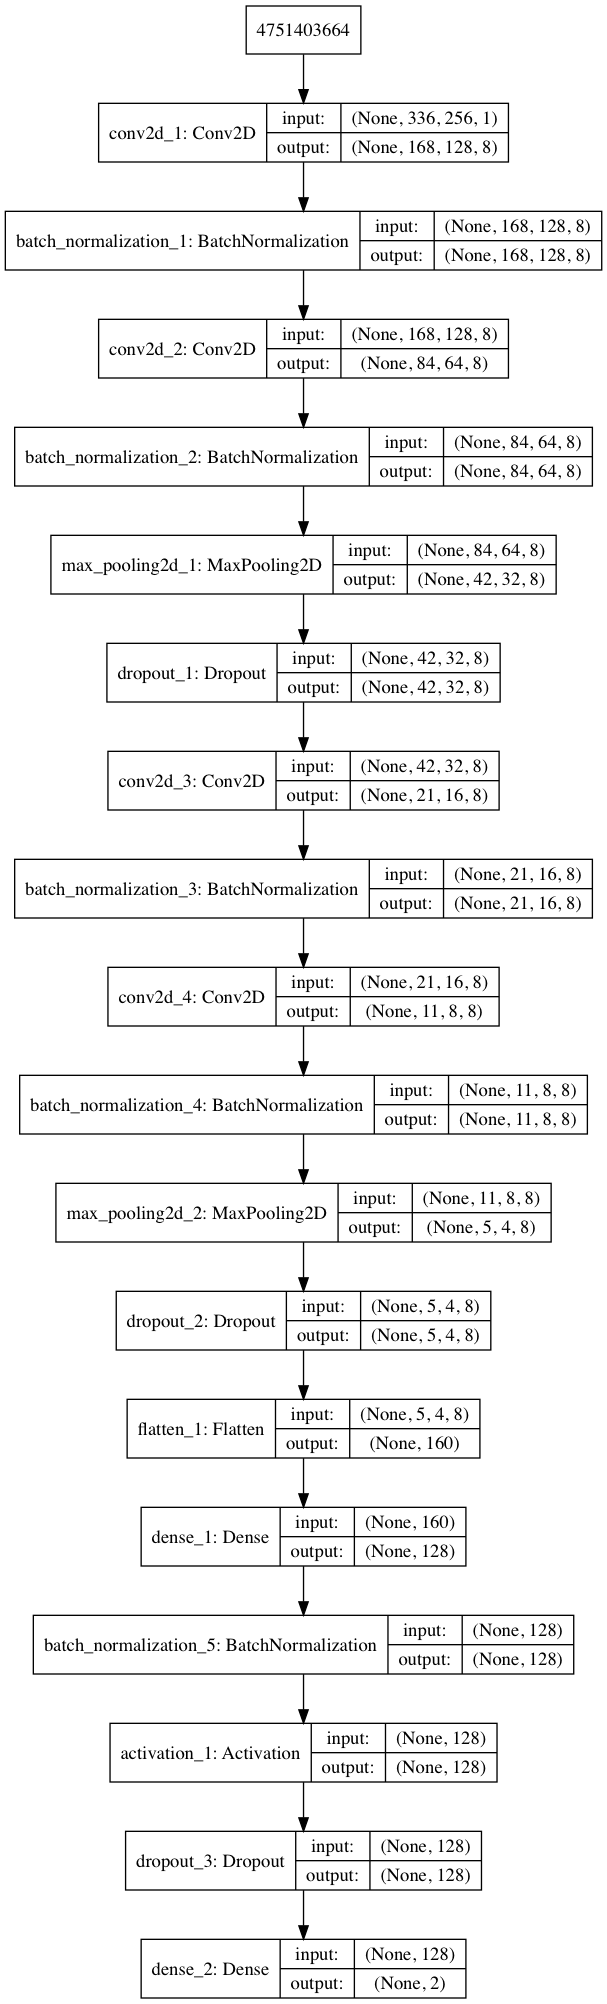 4751403664
conv2d_1: Conv2D
input: (None, 336, 256, 1)
output: (None, 168, 128, 8)
batch_normalization_1: BatchNormalization
input: (None, 168, 128, 8)
output: (None, 168, 128, 8)
conv2d_2: Conv2D
input: (None, 168, 128, 8)
output: (None, 84, 64, 8)
batch_normalization_2: BatchNormalization
input: (None, 84, 64, 8)
output: (None, 84, 64, 8)
max_pooling2d_1: MaxPooling2D
input: (None, 84, 64, 8)
output: (None, 42, 32, 8)
dropout_1: Dropout
input: (None, 42, 32, 8)
output: (None, 42, 32, 8)
conv2d_3: Conv2D
input: (None, 42, 32, 8)
output: (None, 21, 16, 8)
batch_normalization_3: BatchNormalization
input: (None, 21, 16, 8)
output: (None, 21, 16, 8)
conv2d_4: Conv2D
input: (None, 21, 16, 8)
output: (None, 11, 8, 8)
batch_normalization_4: BatchNormalization
input: (None, 11, 8, 8)
output: (None, 11, 8, 8)
max_pooling2d_2: MaxPooling2D
input: (None, 11, 8, 8)
output: (None, 5, 4, 8)
dropout_2: Dropout
input: (None, 5, 4, 8)
output: (None, 5, 4, 8)
flatten_1: Flatten
input: (None, 5, 4, 8)
output: (None, 160)
dense_1: Dense
input: (None, 160)
output: (None, 128)
batch_normalization_5: BatchNormalization
input: (None, 128)
output: (None, 128)
activation_1: Activation
input: (None, 128)
output: (None, 128)
dropout_3: Dropout
input: (None, 128)
output: (None, 128)
dense_2: Dense
input: (None, 128)
output: (None, 2)